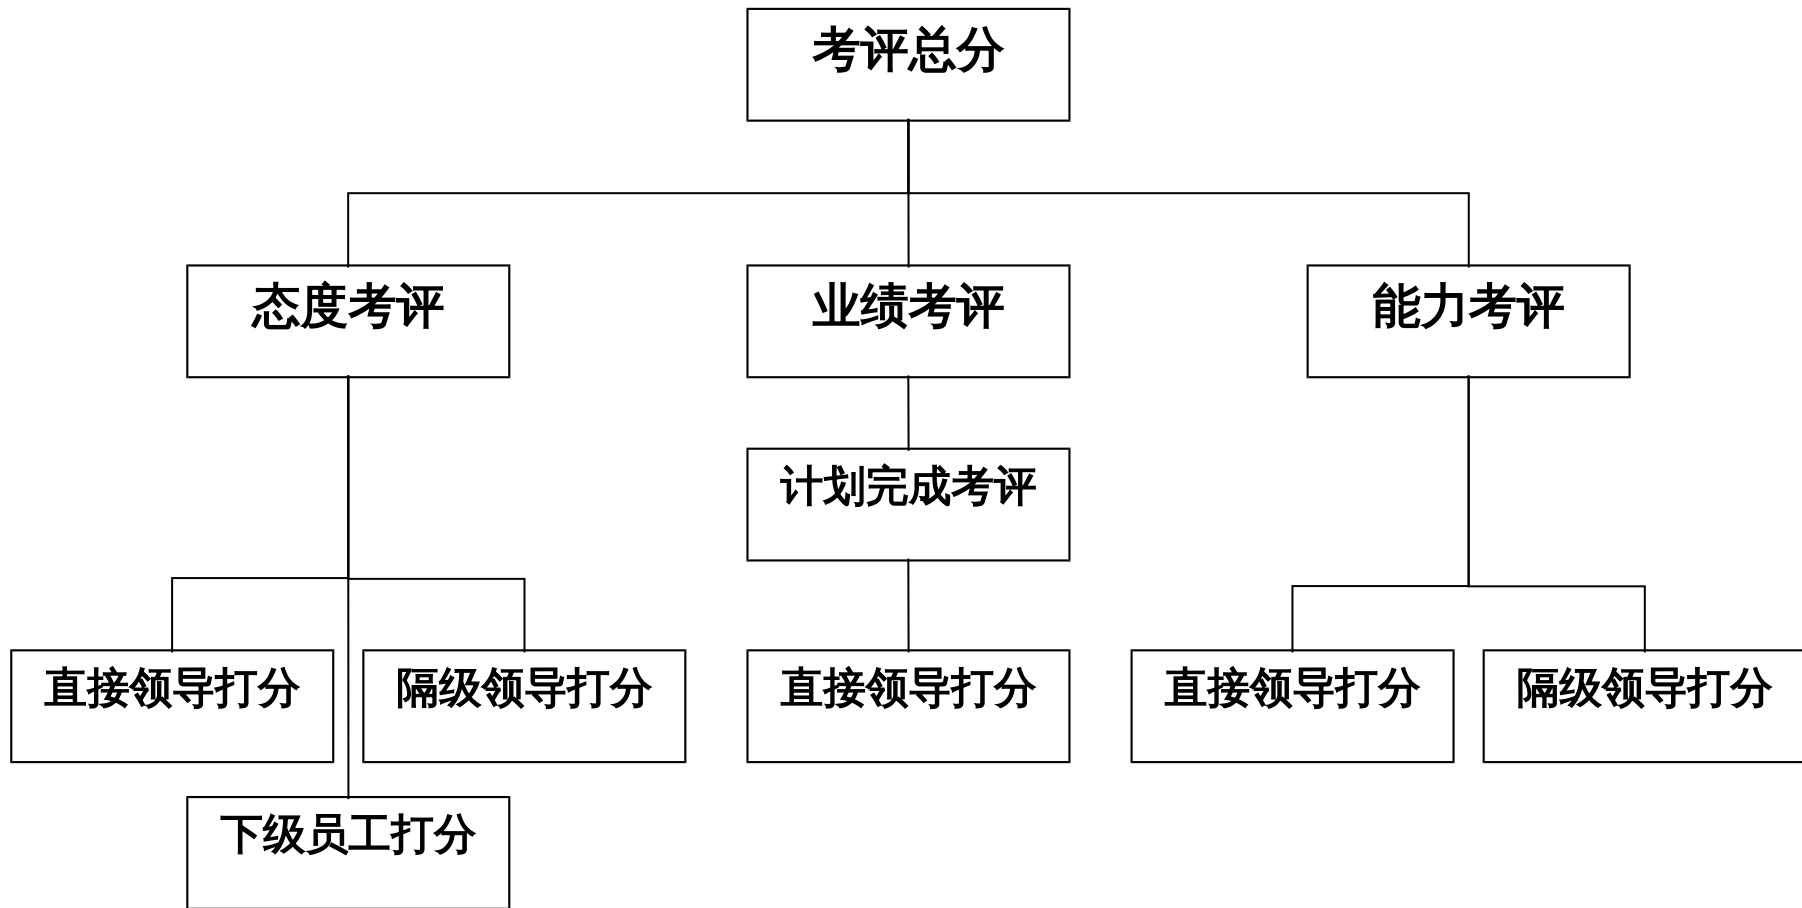 考评总分
态度考评
业绩考评
能力考评
计划完成考评
直接领导打分
隔级领导打分
直接领导打分
直接领导打分
隔级领导打分
下级员工打分